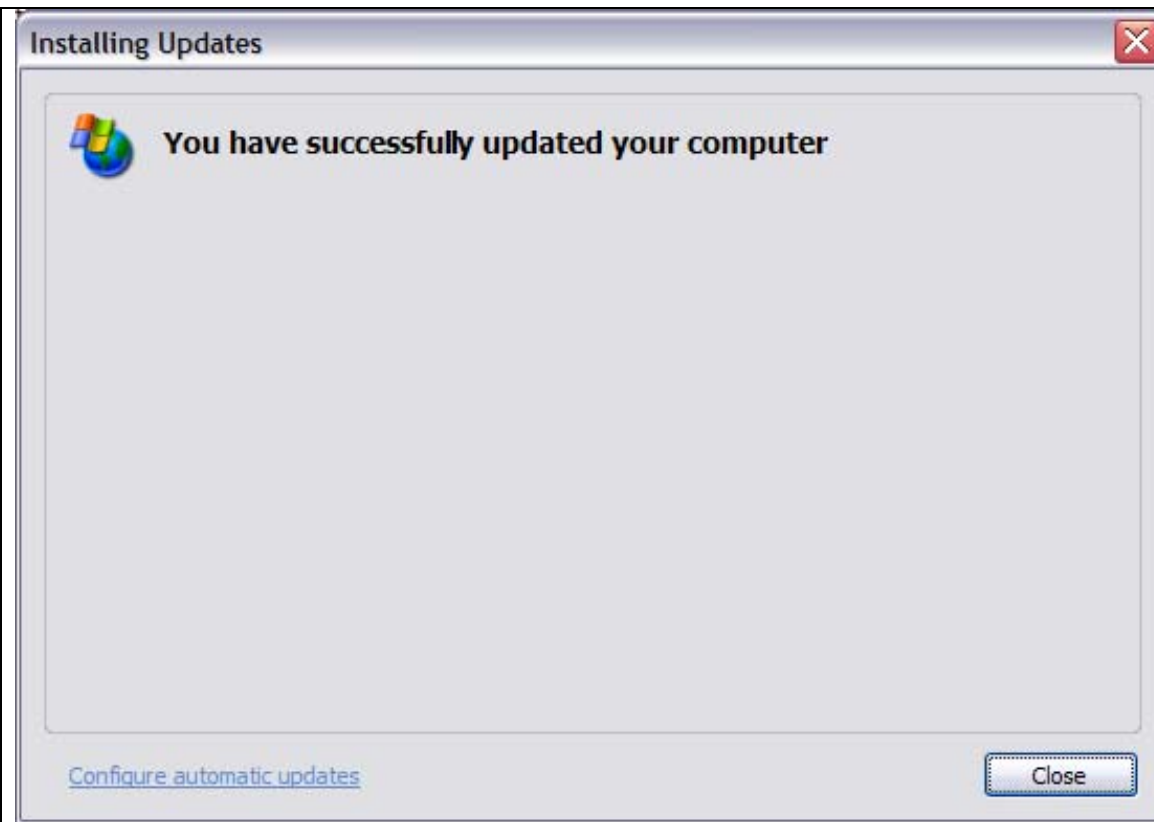 Installing Updates
You have successfully updated your computer
Configure automatic updates
Close